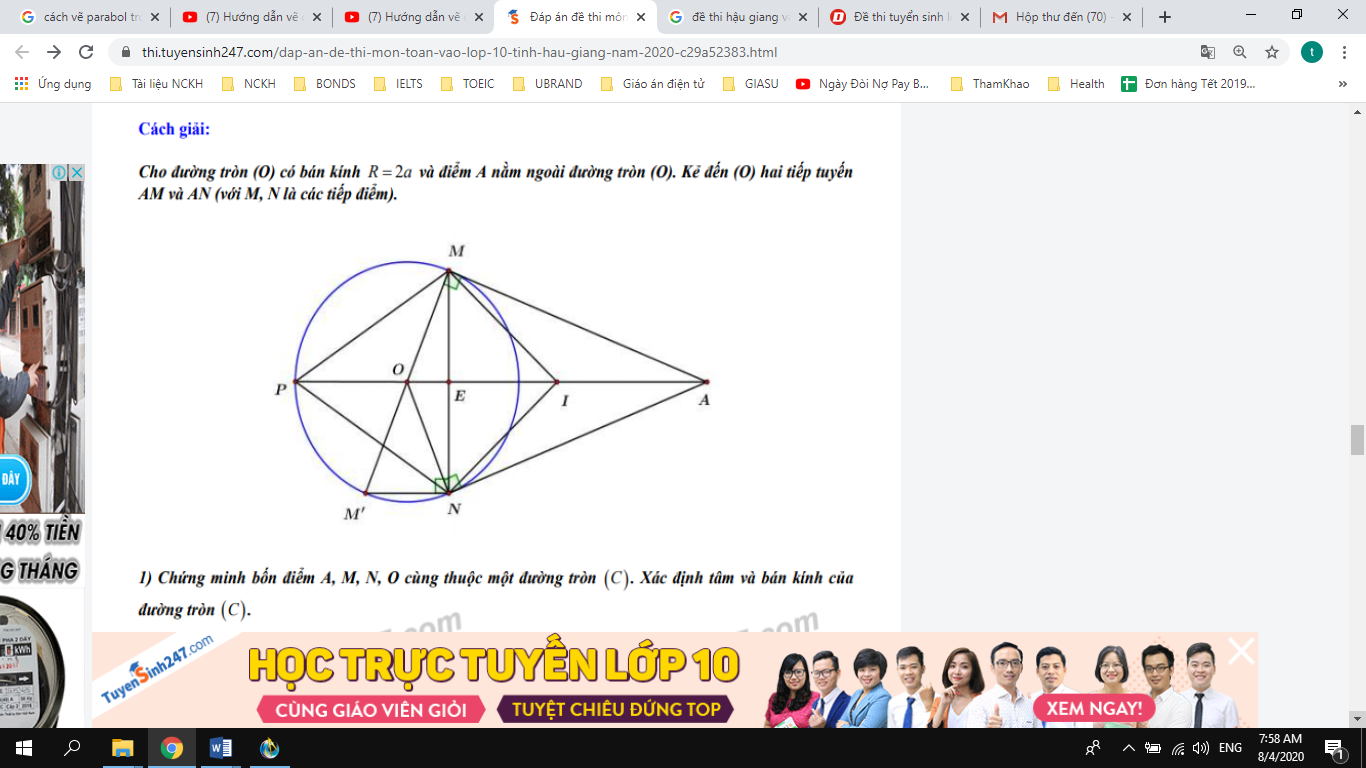 cách vẽ parabol tro
(7) Hướng dẫn vẽ
(7) Hướng dẫn vẽ
Đáp án đề thi môn
đề thi hậu giang v
Đề thi tuyển sinh
Hộp thư đến (70) -
thi.tuyensinh247.com/dap-an-de-thi-mon-toan-vao-lop-10-tinh-hau-giang-nam-2020-c29a52383.html
t
Ứng dụng
Tài liệu NCKH
NCKH
BONDS
IELTS
TOEIC
UBRAND
Giáo án điện tử
GIASU
Ngày Đòi Nợ Pay B...
ThamKhao
Health
Đơn hàng Tết 2019...
»
Cách giải:
Cho đường tròn (O) có bán kính R = 2a và điểm A nằm ngoài đường tròn (O). Kẻ đến (O) hai tiếp tuyến
AM và AN (với M, N là các tiếp điểm).
M
O
P
E
I
A
M'
N
ĐÂY
40% TIỀN
G THÁNG
1) Chứng minh bốn điểm A, M, N, O cùng thuộc một đường tròn (C). Xác định tâm và bán kính của
đường tròn (C).
TuyenSinh247.com
HỌC TRỰC TUYẾN LỚP 10
CÙNG GIÁO VIÊN GIỎI
TUYỆT CHIÊU ĐỨNG TOP
XEM NGAY!
kWh
ENG
7:58 AM
8/4/2020
1